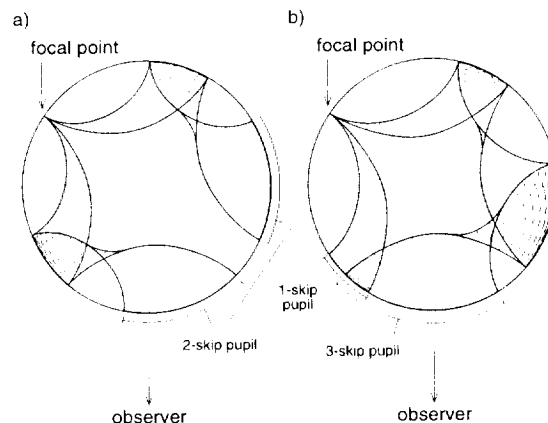 a)
focal point
2-skip pupil
observer
b)
focal point
1-skip
pupil
3-skip pupil
observer